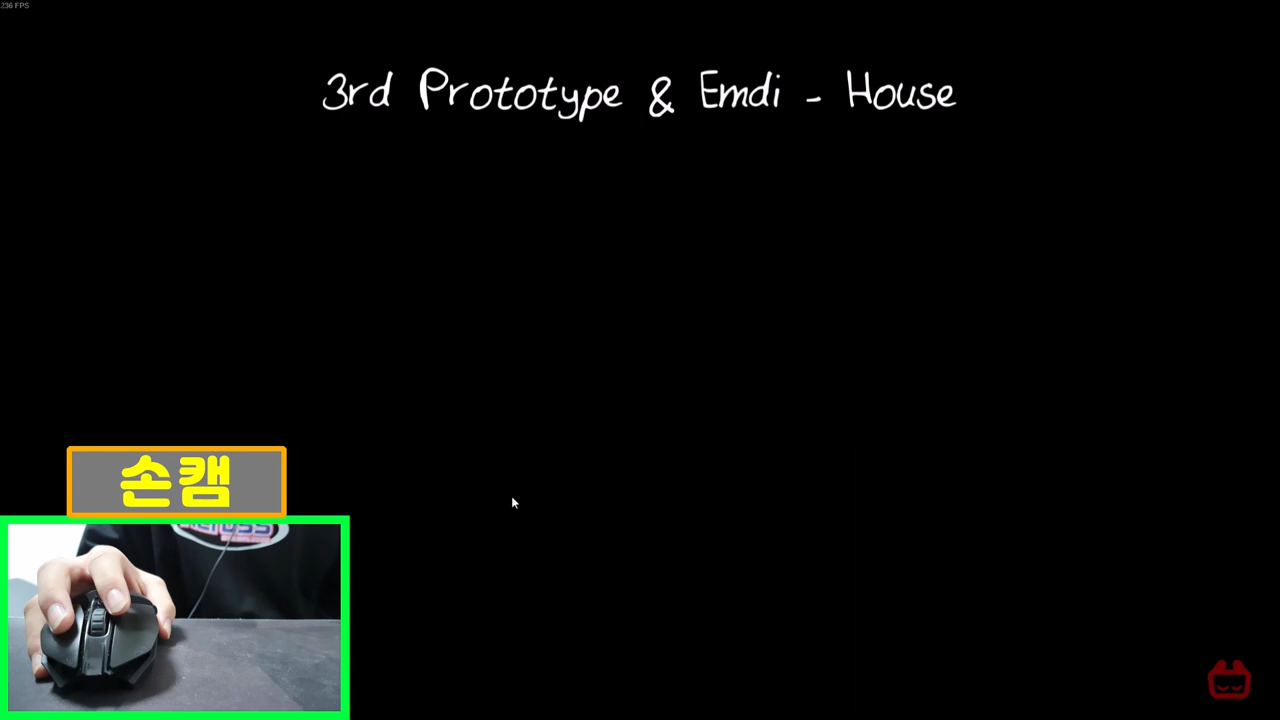 236 FPS
3rd Prototype & Emdi - House
손캠